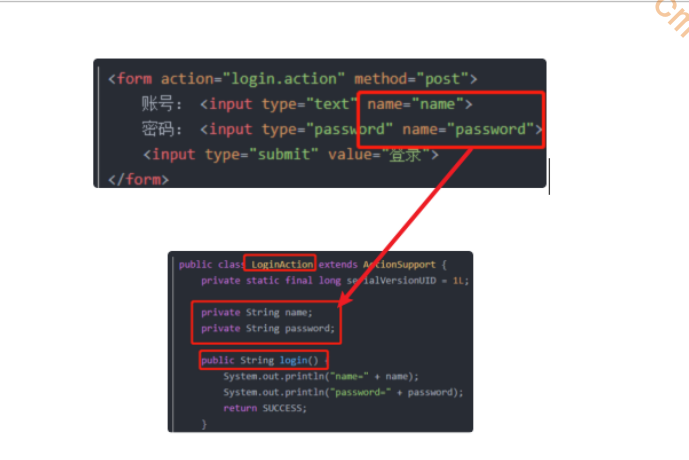 cm
<form action="login.action" method="post">
账号： <input type="text" name="name">
密码： <input type="password" name="password">
<input type="submit" value="登录">
</form>
public class LoginAction extends ActionSupport {
private static final long serialVersionUID = 1L;
private String name;
private String password;
public String login() {
System.out.println("name=" + name);
System.out.println("password=" + password);
return SUCCESS;
}